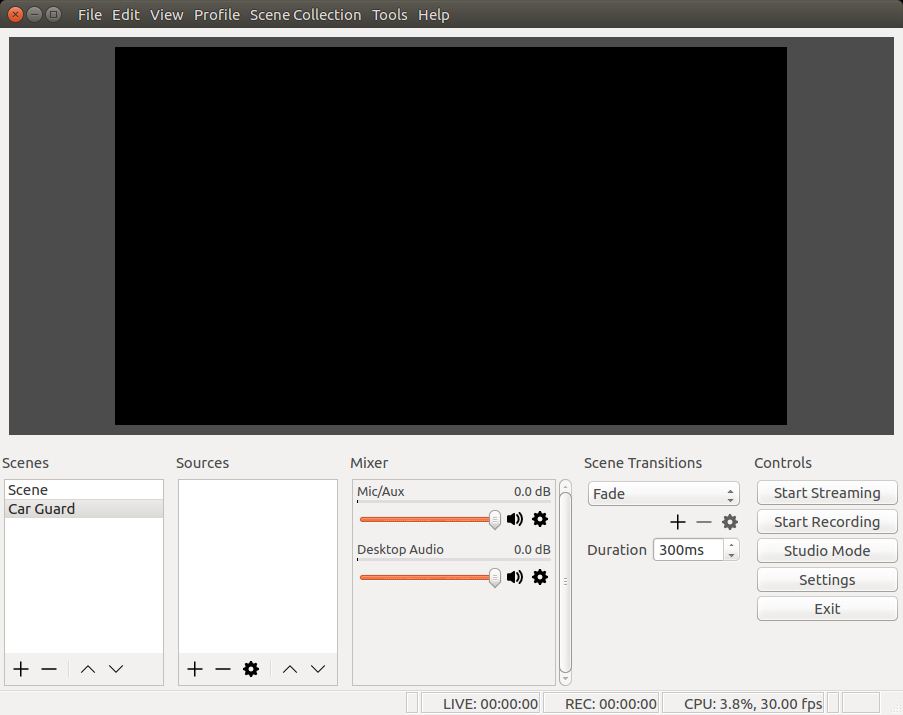 File Edit View Profile Scene Collection Tools Help
Scenes
Scene
Car Guard
Sources
Mixer
Mic/Aux 0.0 dB
Desktop Audio 0.0 dB
Scene Transitions
Fade
Duration 300ms
Controls
Start Streaming
Start Recording
Studio Mode
Settings
Exit
LIVE: 00:00:00 REC: 00:00:00 CPU: 3.8%, 30.00 fps